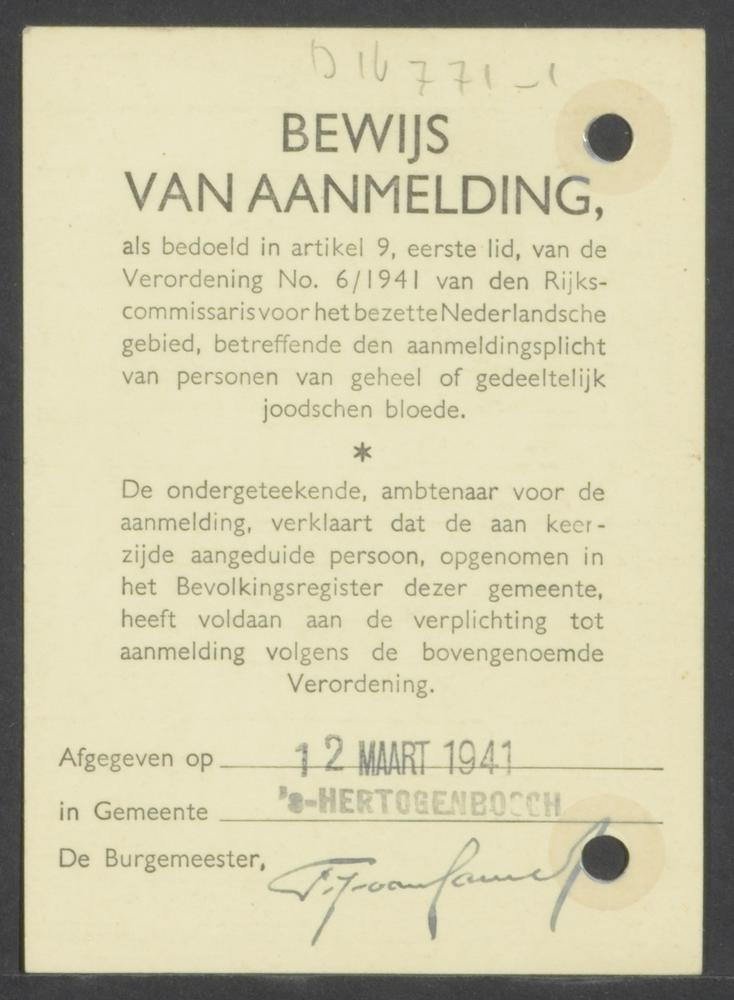 D 16 771-1
BEWIJS
VAN AANMELDING,
als bedoeld in artikel 9, eerste lid, van de
Verordening No. 6/1941 van den Rijks-
commissaris voor het bezette Nederlandsche
gebied, betreffende den aanmeldingsplicht
van personen van geheel of gedeeltelijk
joodschen bloede.
*
De ondergeteekende, ambtenaar voor de
aanmelding, verklaart dat de aan keer-
zijde aangeduide persoon, opgenomen in
het Bevolkingsregister dezer gemeente,
heeft voldaan aan de verplichting tot
aanmelding volgens de bovengenoemde
Verordening.
Afgegeven op 12 MAART 1941
in Gemeente 's-HERTOGENBOSCH
De Burgemeester,